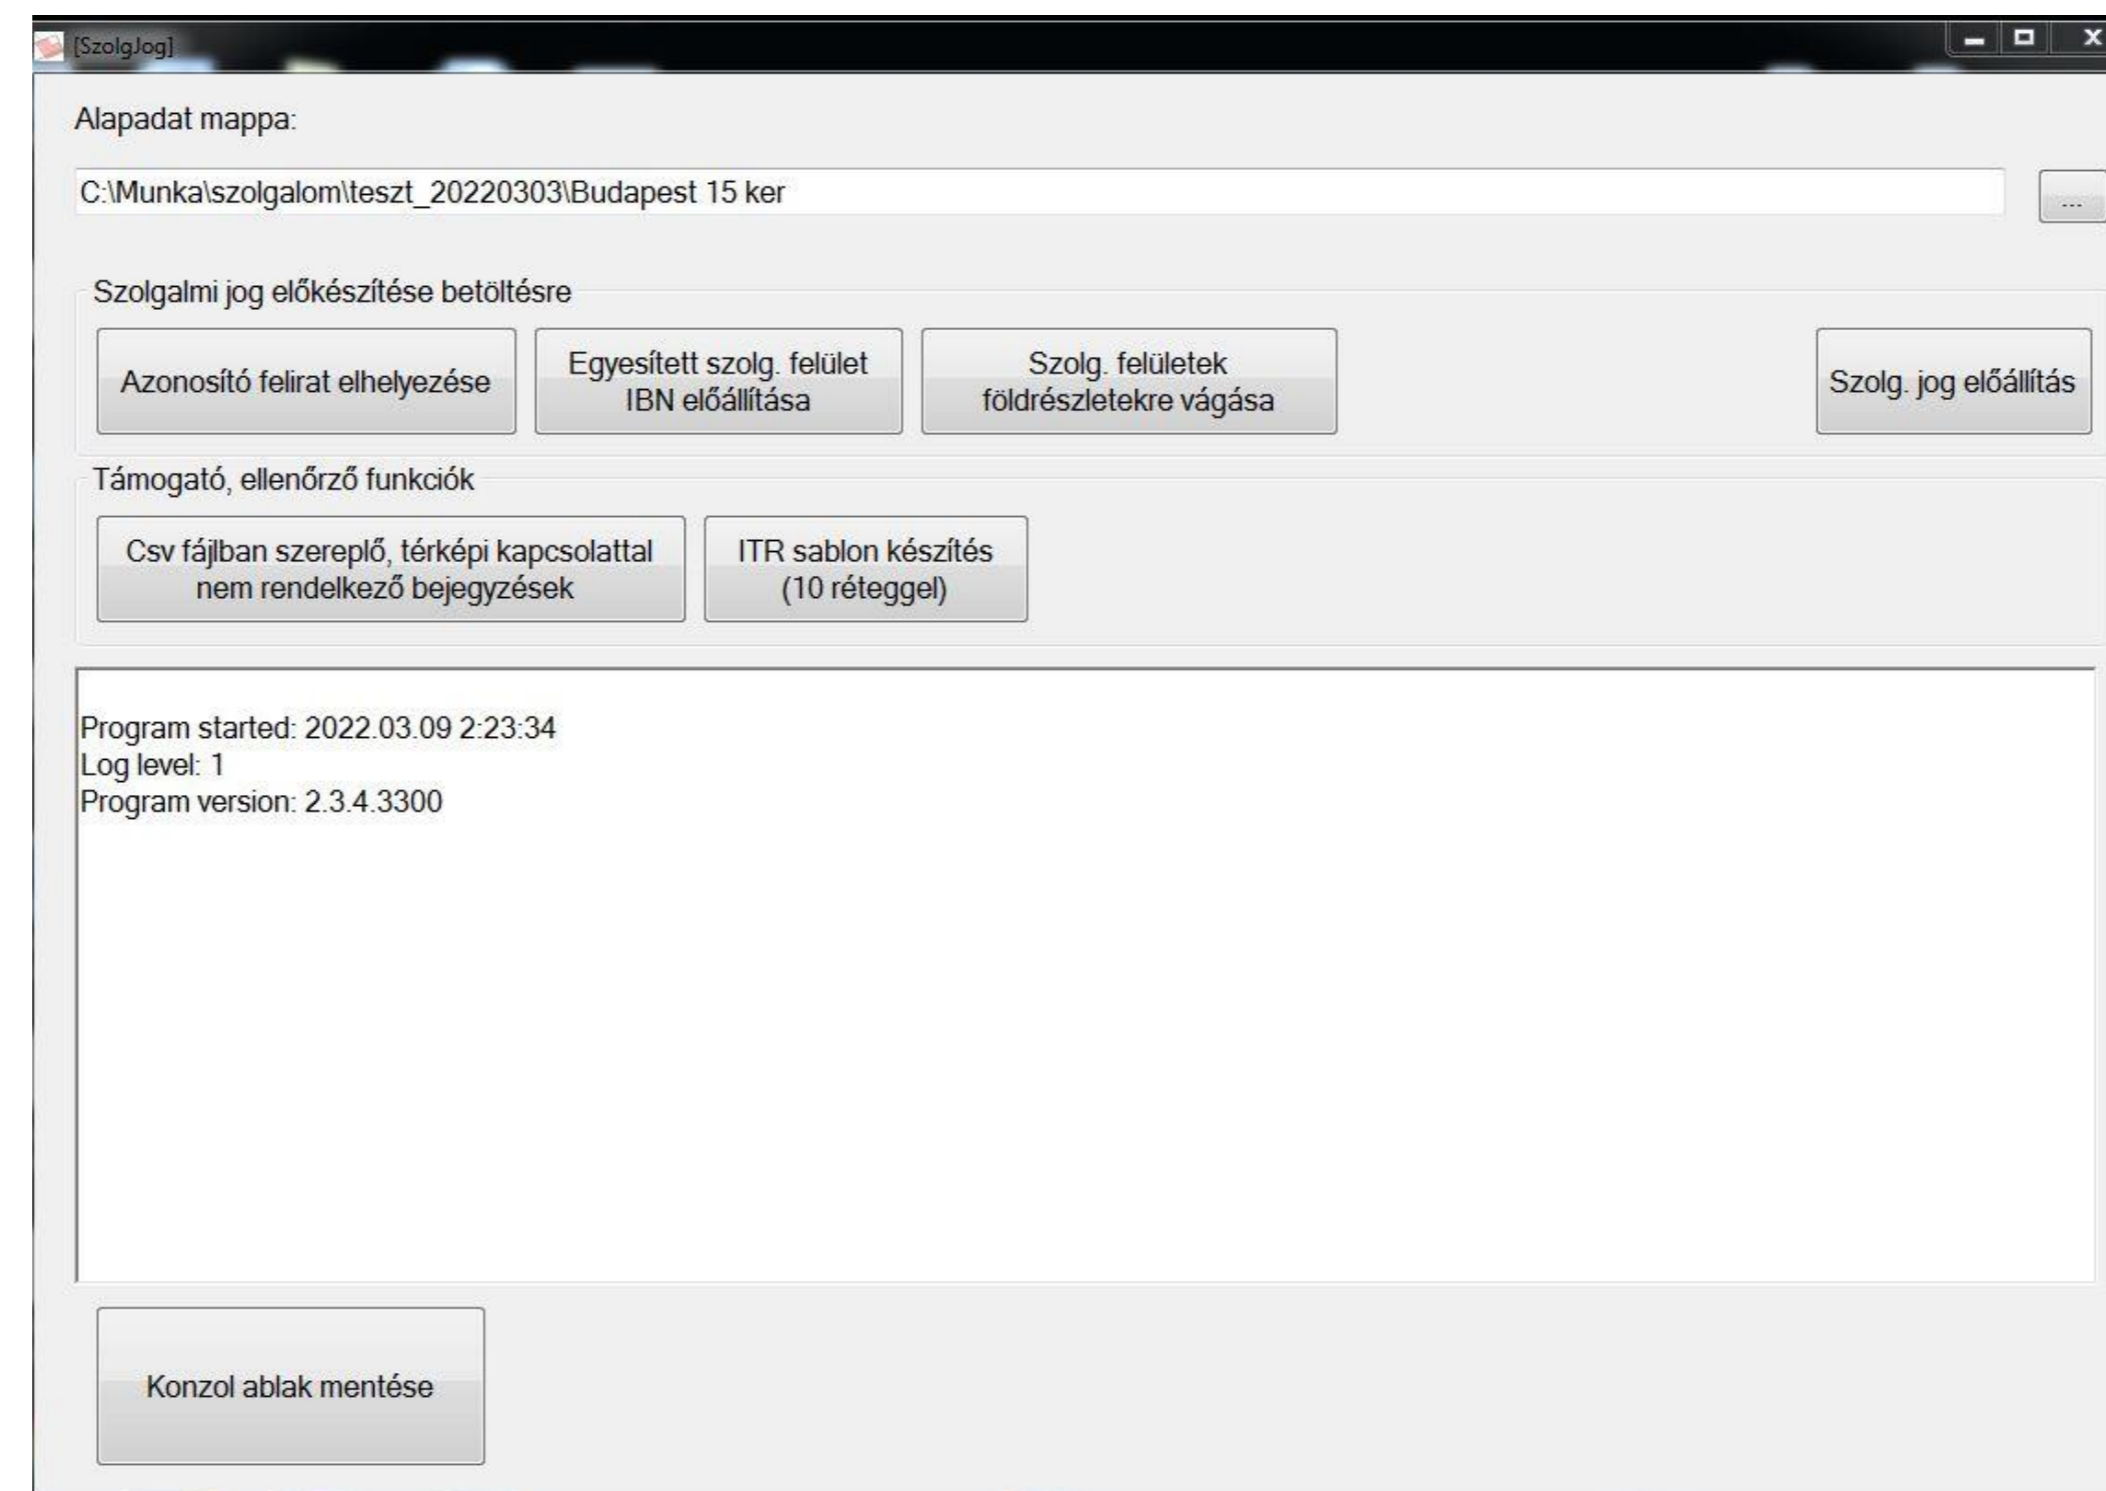 [SzolgJog]
Alapadat mappa:
C:\Munka\szolgalom\teszt_20220303\Budapest 15 ker
...
Szolgalmi jog előkészítése betöltésre
Azonosító felirat elhelyezése
Egyesített szolg. felület
IBN előállítása
Szolg. felületek
földrészletekre vágása
Szolg. jog előállítás
Támogató, ellenőrző funkciók
Csv fájlban szereplő, térképi kapcsolattal
nem rendelkező bejegyzések
ITR sablon készítés
(10 réteggel)
Program started: 2022.03.09 2:23:34
Log level: 1
Program version: 2.3.4.3300
Konzol ablak mentése